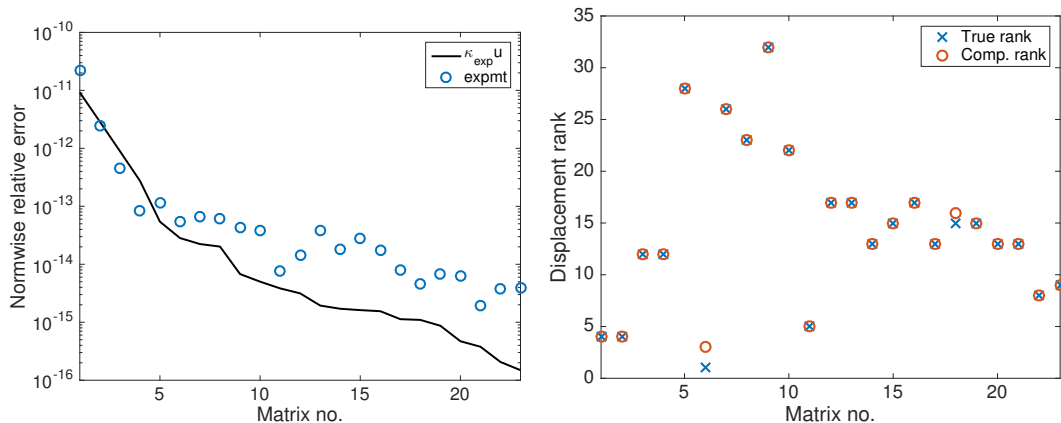 10^-10
10^-11
10^-12
10^-13
10^-14
10^-15
10^-16
Normwise relative error
5
10
15
20
Matrix no.
κ_exp u
expmt
35
30
25
20
15
10
5
0
Displacement rank
5
10
15
20
Matrix no.
True rank
Comp. rank